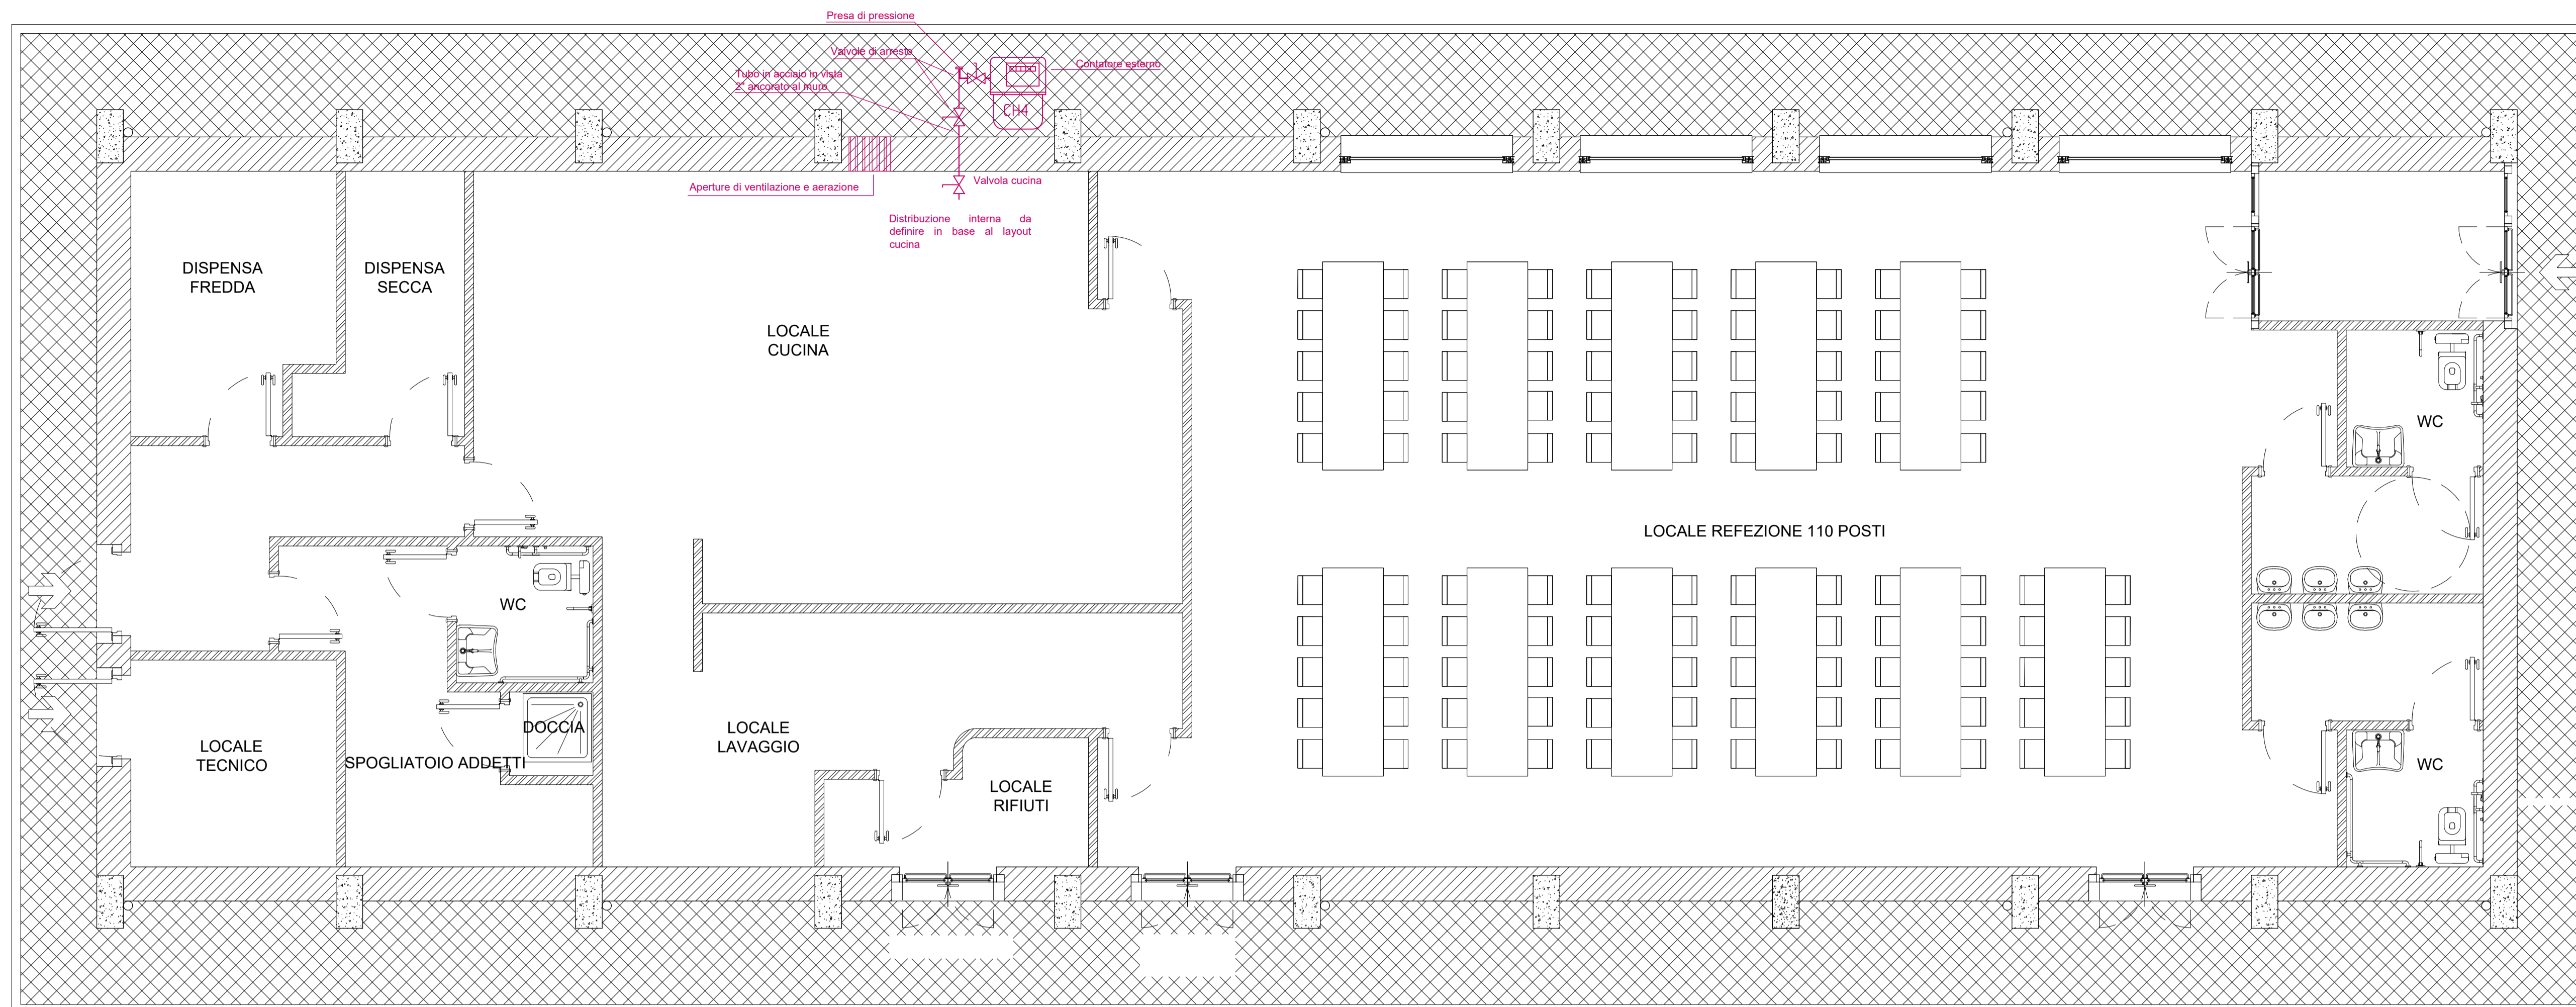 Presa di pressione
Valvole di arresto
Contatore esterno
Tubo in acciaio in vista
2" ancorato al muro
CH4
Aperture di ventilazione e aerazione
Valvola cucina
Distribuzione interna da
definire in base al layout
cucina
DISPENSA
FREDDA
DISPENSA
SECCA
LOCALE
CUCINA
WC
LOCALE REFEZIONE 110 POSTI
WC
LOCALE
TECNICO
SPOGLIATOIO ADDETTI
DOCCIA
LOCALE
LAVAGGIO
LOCALE
RIFIUTI
WC